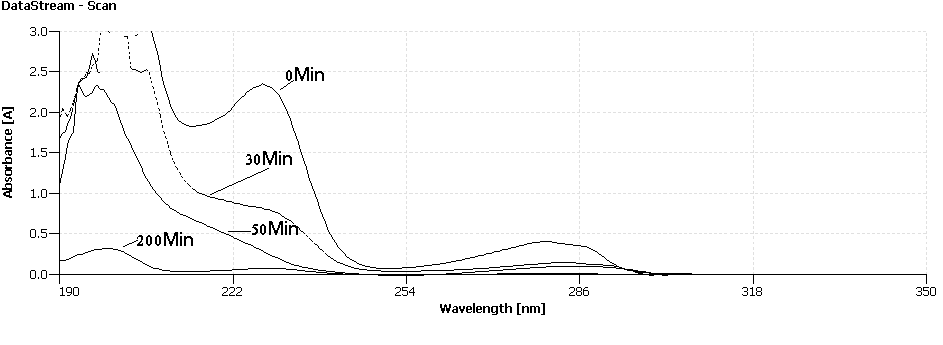 DataStream - Scan
3.0
2.5
2.0
1.5
1.0
0.5
0.0
Absorbance [A]
0Min
30Min
50Min
200Min
190 222 254 286 318 350
Wavelength [nm]